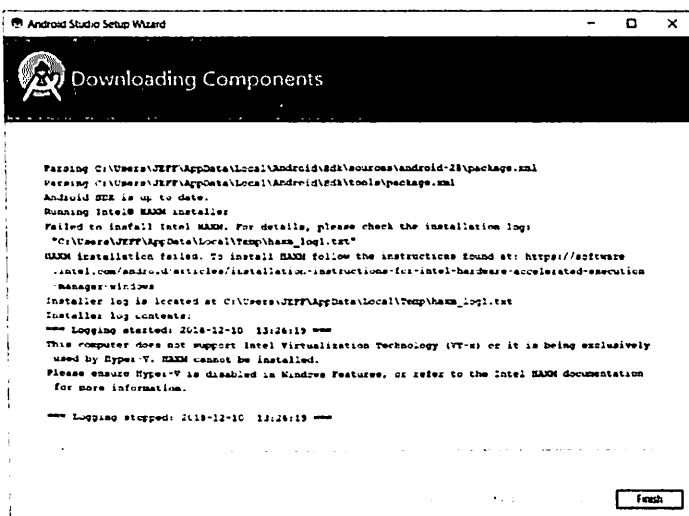 Android Studio Setup Wizard
Downloading Components
Parsing C:\Users\JEFF\AppData\Local\Android\Sdk\sources\android-28\package.xml
Parsing C:\Users\JEFF\AppData\Local\Android\Sdk\tools\package.xml
Android SDK is up to date.
Running Intel® HAXM installer
Failed to install Intel HAXM. For details, please check the installation log:
"C:\Users\JEFF\AppData\Local\Temp\haxm_log1.txt"
HAXM installation failed. To install HAXM follow the instructions found at: https://software
.intel.com/android/articles/installation-instructions-for-intel-hardware-accelerated-execution
-manager-windows
Installer log is located at C:\Users\JEFF\AppData\Local\Temp\haxm_log1.txt
Installer log contents:
=== Logging started: 2018-12-10 13:26:19 ===
This computer does not support Intel Virtualization Technology (VT-x) or it is being exclusively
used by Hyper-V. HAXM cannot be installed.
Please ensure Hyper-V is disabled in Windows Features, or refer to the Intel HAXM documentation
for more information.
=== Logging stopped: 2018-12-10 13:26:19 ===
Finish